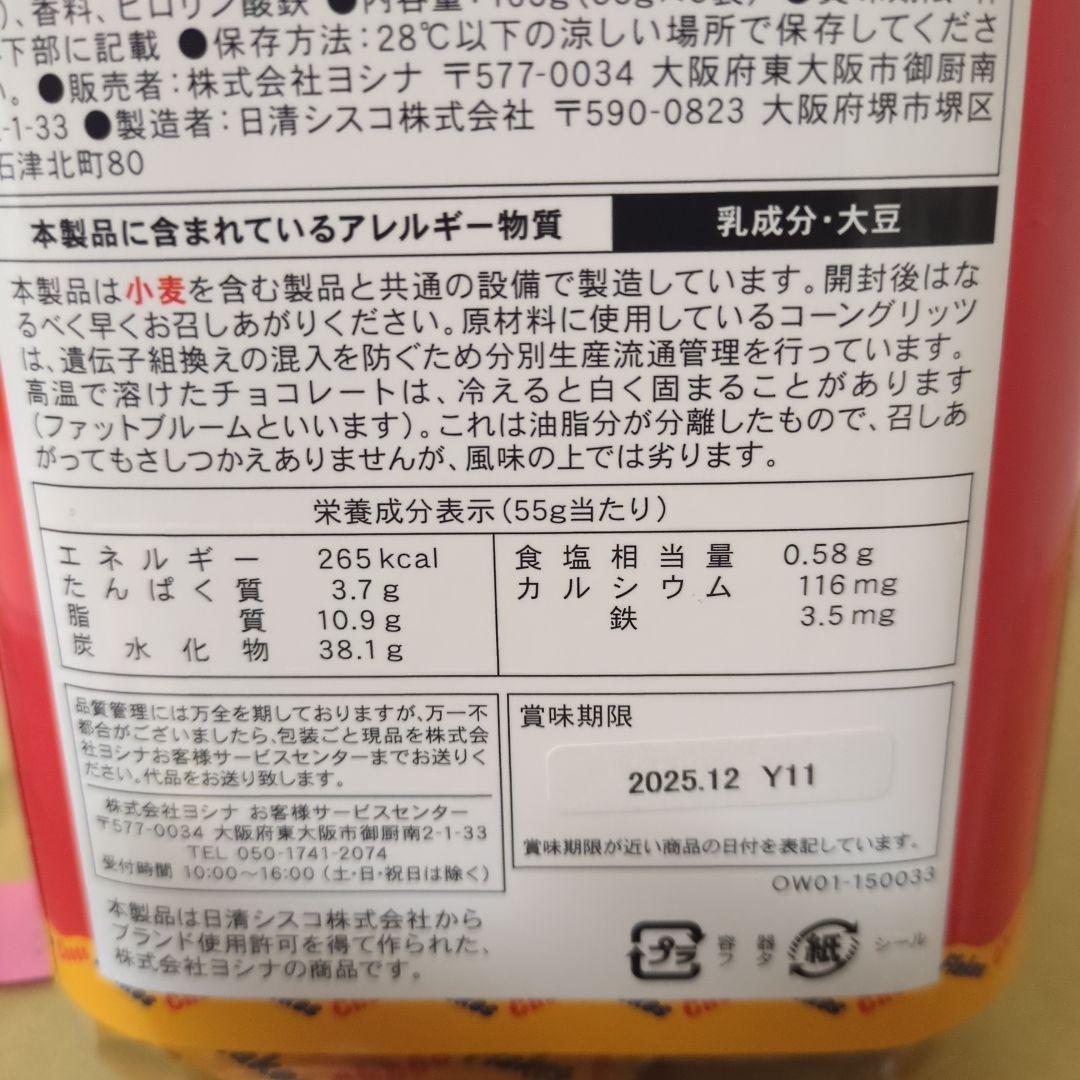 、香料、ピロリン酸鉄 ●内容量:165g(55g×3袋)
下部に記載 ●保存方法:28℃以下の涼しい場所で保存してくださ
い。●販売者:株式会社ヨシナ 〒577-0034 大阪府東大阪市御厨南
-1-33 ●製造者:日清シスコ株式会社 〒590-0823 大阪府堺市堺区
石津北町80
本製品に含まれているアレルギー物質 乳成分・大豆
本製品は小麦を含む製品と共通の設備で製造しています。開封後はな
るべく早くお召しあがりください。原材料に使用しているコーングリッツ
は、遺伝子組換えの混入を防ぐため分別生産流通管理を行っています。
高温で溶けたチョコレートは、冷えると白く固まることがあります
(ファットブルームといいます)。これは油脂分が分離したもので、召しあ
がってもさしつかえありませんが、風味の上では劣ります。
栄養成分表示(55g当たり)
エネルギー 265kcal 食塩相当量 0.58g
たんぱく質 3.7g カルシウム 116mg
脂質 10.9g 鉄 3.5mg
炭水化物 38.1g
品質管理には万全を期しておりますが、万一不
都合がございましたら、包装ごと現品を株式会
社ヨシナお客様サービスセンターまでお送りく
ださい。代品をお送り致します。
株式会社ヨシナ お客様サービスセンター
〒577-0034 大阪府東大阪市御厨南2-1-33
TEL 050-1741-2074
受付時間 10:00～16:00(土・日・祝日は除く)
賞味期限
2025.12 Y11
賞味期限が近い商品の日付を表記しています。
OW01-150033
本製品は日清シスコ株式会社から
ブランド使用許可を得て作られた、
株式会社ヨシナの商品です。
プラ 容器 フタ 紙 シール